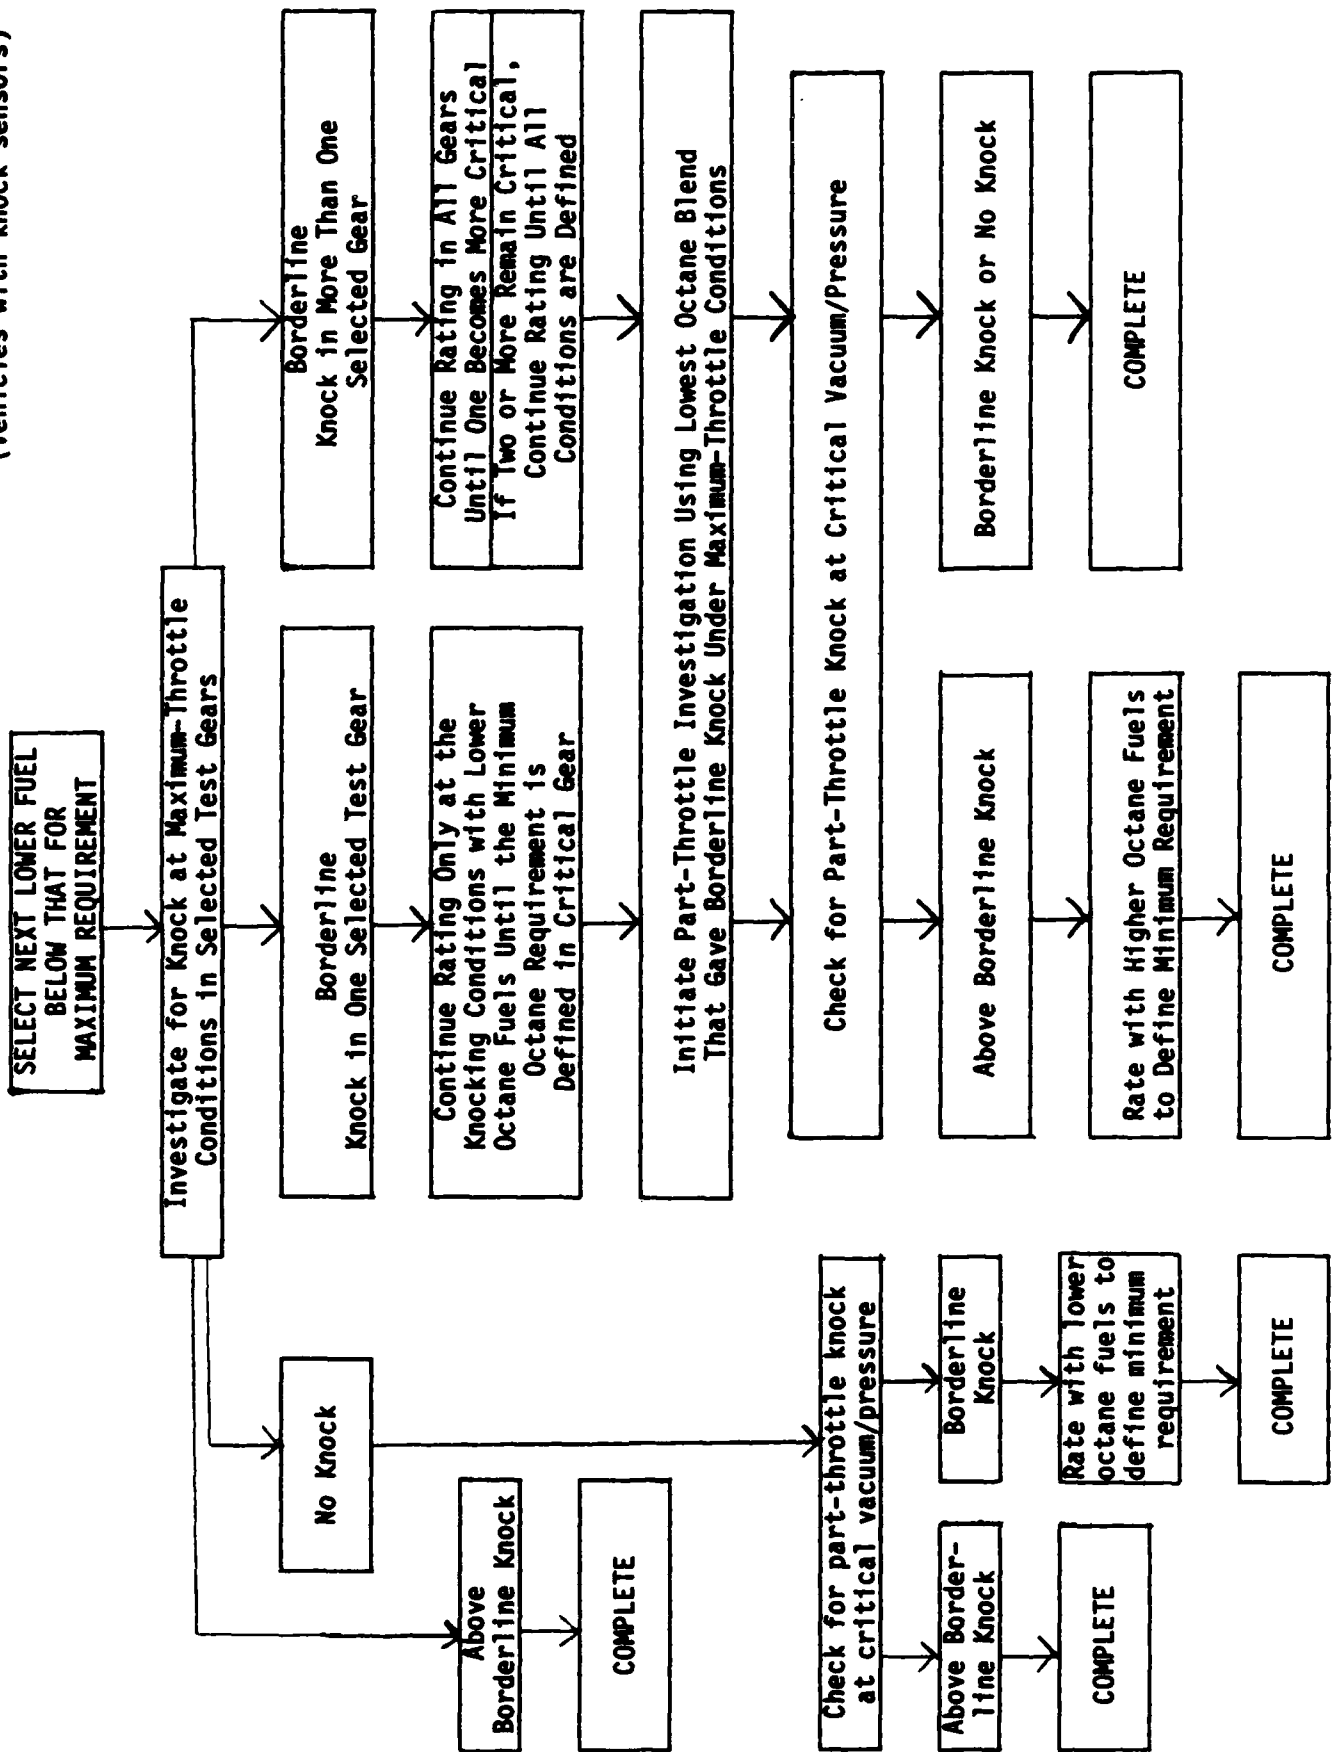 (Vehicles with knock sensors)
SELECT NEXT LOWER FUEL
BELOW THAT FOR
MAXIMUM REQUIREMENT
Investigate for Knock at Maximum-Throttle
Conditions in Selected Test Gears
Above
Borderline Knock
COMPLETE
No Knock
Check for part-throttle knock
at critical vacuum/pressure
Above Border-
line Knock
COMPLETE
Borderline
Knock
Rate with lower
octane fuels to
define minimum
requirement
COMPLETE
Borderline
Knock in One Selected Test Gear
Continue Rating Only at the
Knocking Conditions with Lower
Octane Fuels Until the Minimum
Octane Requirement is
Defined in Critical Gear
Borderline
Knock in More Than One
Selected Gear
Continue Rating in All Gears
Until One Becomes More Critical
If Two or More Remain Critical,
Continue Rating Until All
Conditions are Defined
Initiate Part-Throttle Investigation Using Lowest Octane Blend
That Gave Borderline Knock Under Maximum-Throttle Conditions
Check for Part-Throttle Knock at Critical Vacuum/Pressure
Above Borderline Knock
Rate with Higher Octane Fuels
to Define Minimum Requirement
COMPLETE
Borderline Knock or No Knock
COMPLETE